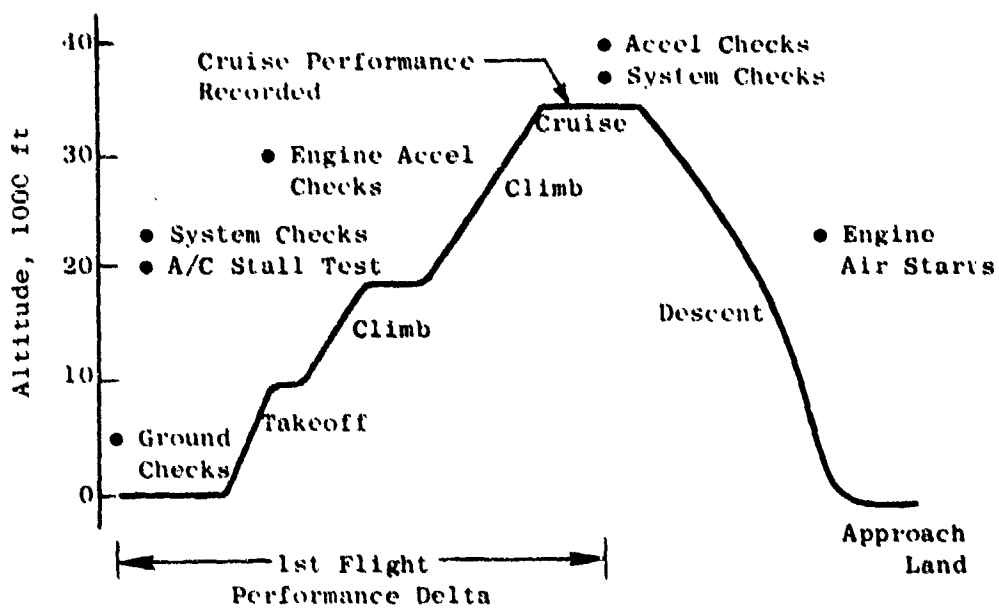 40
Cruise Performance
Recorded
● Accel Checks
● System Checks
Cruise
30
● Engine Accel
Checks
Climb
● System Checks
● A/C Stall Test
20
● Engine
Air Starts
Climb
Descent
10
Takeoff
● Ground
Checks
0
Altitude, 1000 ft
Approach
Land
1st Flight
Performance Delta